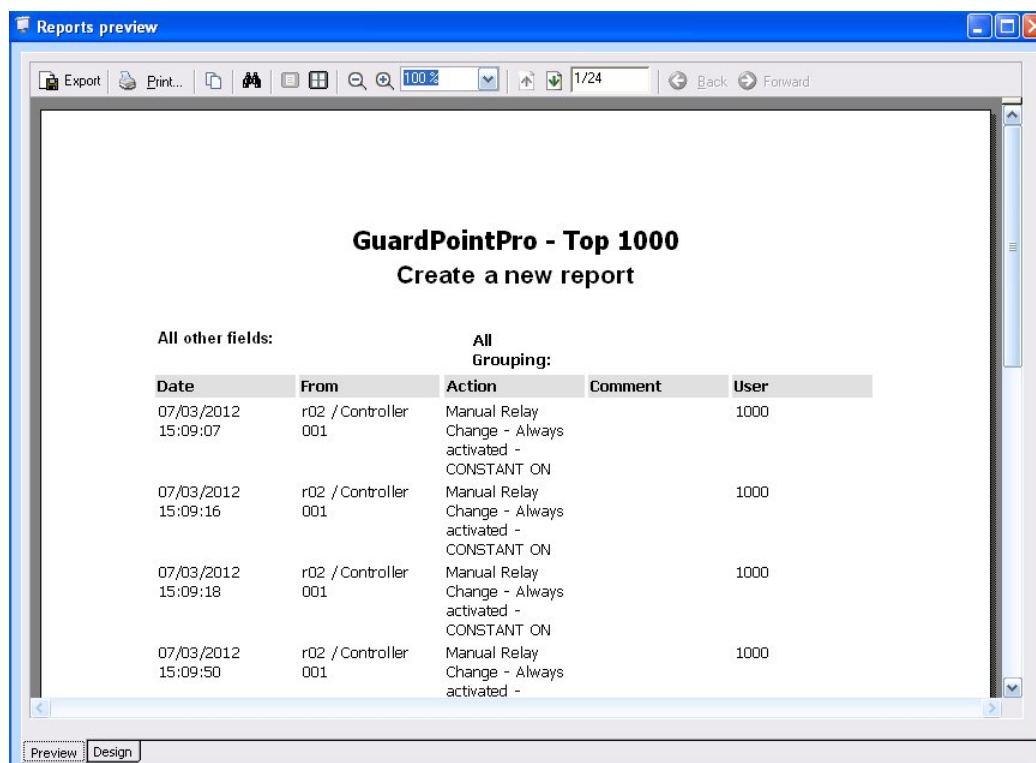 Reports preview
Export Print... 100 % 1/24 Back Forward
GuardPointPro - Top 1000
Create a new report
All other fields: All
Grouping:
Date From Action Comment User
07/03/2012 r02 / Controller Manual Relay 1000
15:09:07 001 Change - Always
activated -
CONSTANT ON
07/03/2012 r02 / Controller Manual Relay 1000
15:09:16 001 Change - Always
activated -
CONSTANT ON
07/03/2012 r02 / Controller Manual Relay 1000
15:09:18 001 Change - Always
activated -
CONSTANT ON
07/03/2012 r02 / Controller Manual Relay 1000
15:09:50 001 Change - Always
activated -
Preview Design